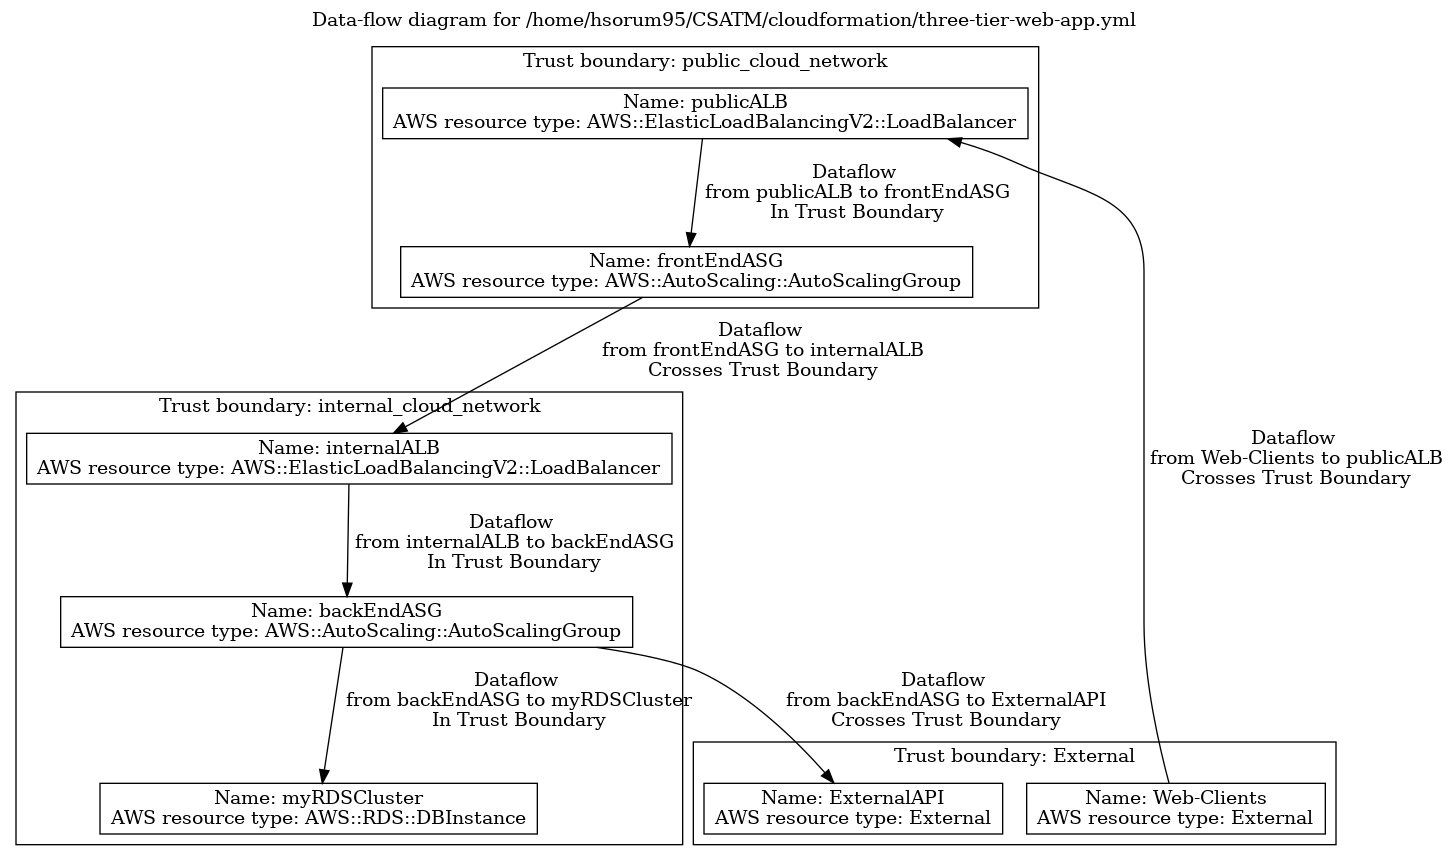 Data-flow diagram for /home/hsorum95/CSATM/cloudformation/three-tier-web-app.yml
Trust boundary: public_cloud_network
Name: publicALB
AWS resource type: AWS::ElasticLoadBalancingV2::LoadBalancer
Dataflow
from publicALB to frontEndASG
In Trust Boundary
Name: frontEndASG
AWS resource type: AWS::AutoScaling::AutoScalingGroup
Dataflow
from frontEndASG to internalALB
Crosses Trust Boundary
Trust boundary: internal_cloud_network
Name: internalALB
AWS resource type: AWS::ElasticLoadBalancingV2::LoadBalancer
Dataflow
from Web-Clients to publicALB
Crosses Trust Boundary
Dataflow
from internalALB to backEndASG
In Trust Boundary
Name: backEndASG
AWS resource type: AWS::AutoScaling::AutoScalingGroup
Dataflow
from backEndASG to myRDSCluster
In Trust Boundary
Dataflow
from backEndASG to ExternalAPI
Crosses Trust Boundary
Trust boundary: External
Name: myRDSCluster
AWS resource type: AWS::RDS::DBInstance
Name: ExternalAPI
AWS resource type: External
Name: Web-Clients
AWS resource type: External